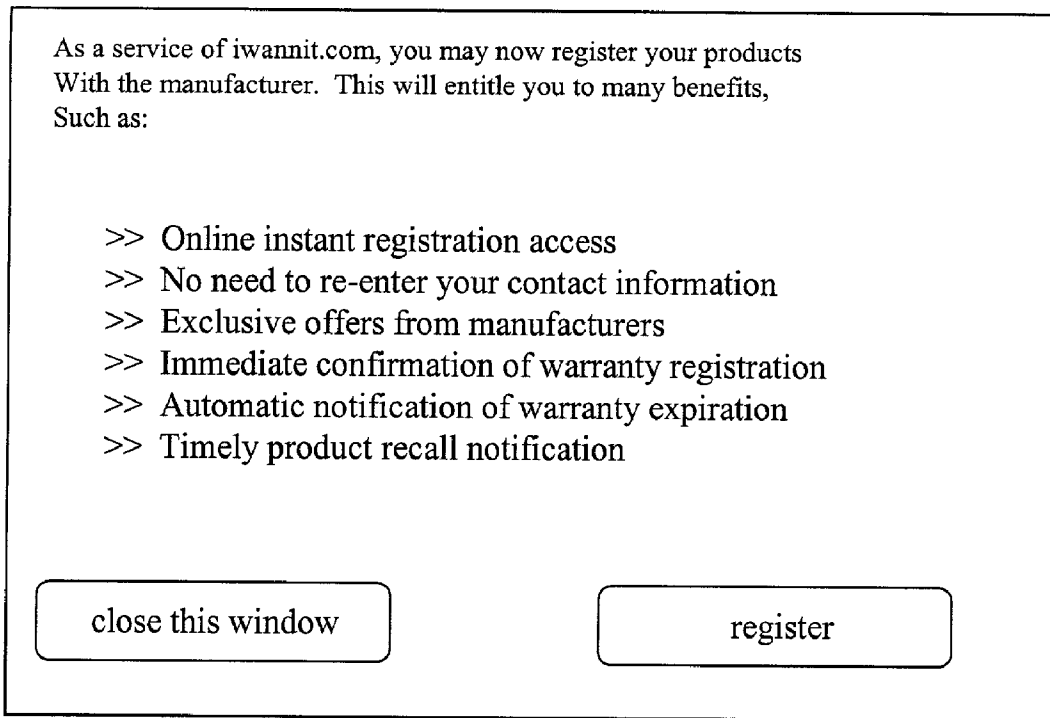 As a service of iwannit.com, you may now register your products
With the manufacturer.  This will entitle you to many benefits,
Such as:
>> Online instant registration access
>> No need to re-enter your contact information
>> Exclusive offers from manufacturers
>> Immediate confirmation of warranty registration
>> Automatic notification of warranty expiration
>> Timely product recall notification
close this window
register